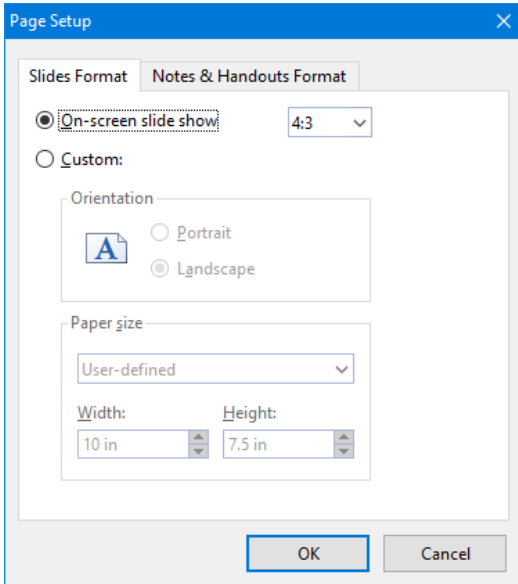 Page Setup
Slides Format Notes & Handouts Format
On-screen slide show 4:3
Custom:
Orientation
A Portrait
Landscape
Paper size
User-defined
Width: Height:
10 in 7.5 in
OK Cancel